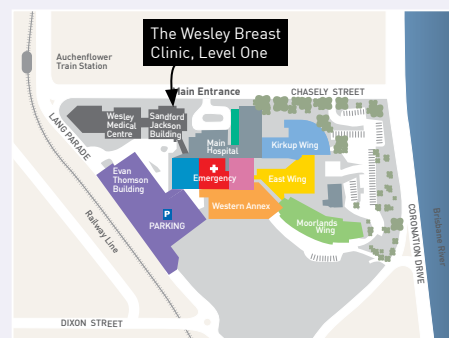 The Wesley Breast
Clinic, Level One
Auchenflower
Train Station
Main Entrance
CHASELY STREET
LANG PARADE
Wesley
Medical
Centre
Sandford
Jackson
Building
Main
Hospital
Kirkup Wing
Evan
Thomson
Building
Emergency
East Wing
P
PARKING
Western Annex
Moorlands
Wing
Railway Line
CORONATION DRIVE
Brisbane River
DIXON STREET